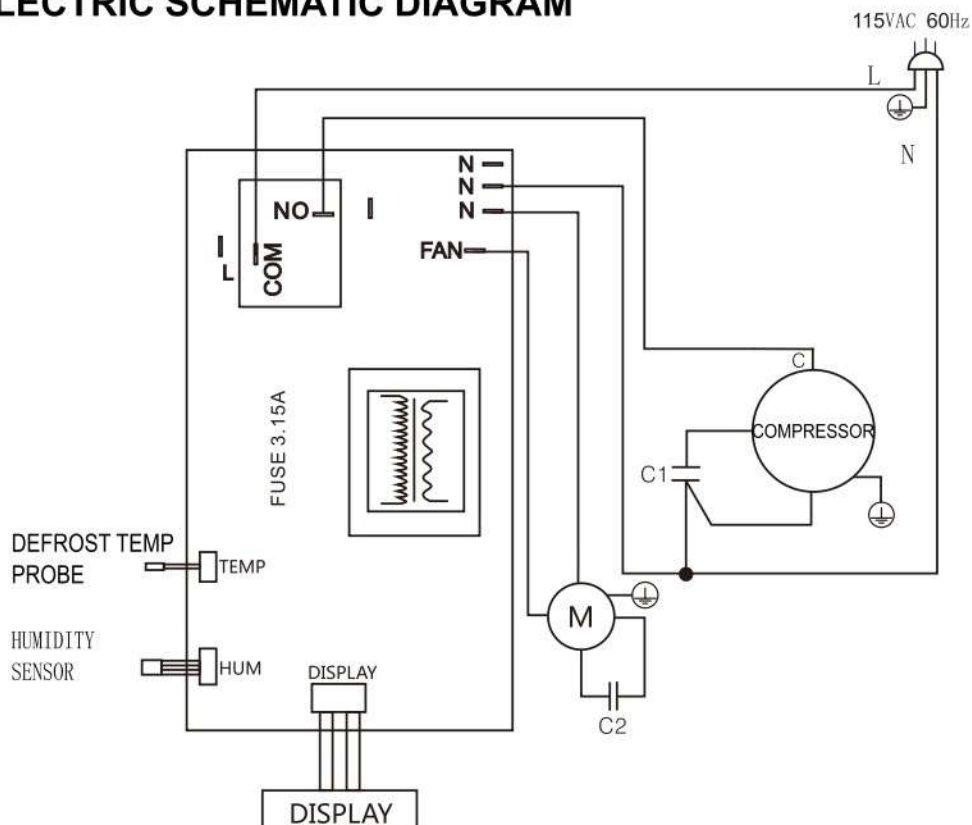 LECTRIC SCHEMATIC DIAGRAM
115VAC 60Hz
L
N
N
N
N
NO
COM
L
FAN
FUSE 3.15A
C
COMPRESSOR
C1
DEFROST TEMP
PROBE
TEMP
HUMIDITY
SENSOR
HUM
M
C2
DISPLAY
DISPLAY